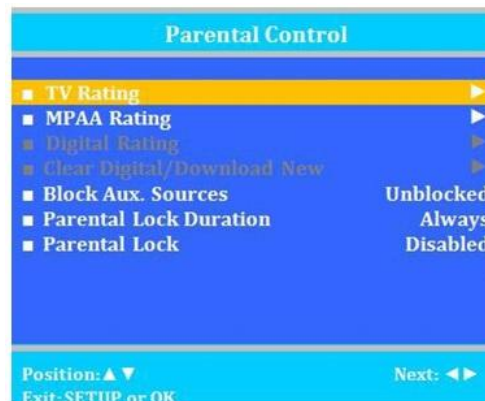 Parental Control
■ TV Rating ▶
■ MPAA Rating ▶
■ Digital Rating ▶
■ Clear Digital/Download New ▶
■ Block Aux. Sources Unblocked
■ Parental Lock Duration Always
■ Parental Lock Disabled
Position:▲ ▼ Next: ◀▶
Exit: SETUP or OK